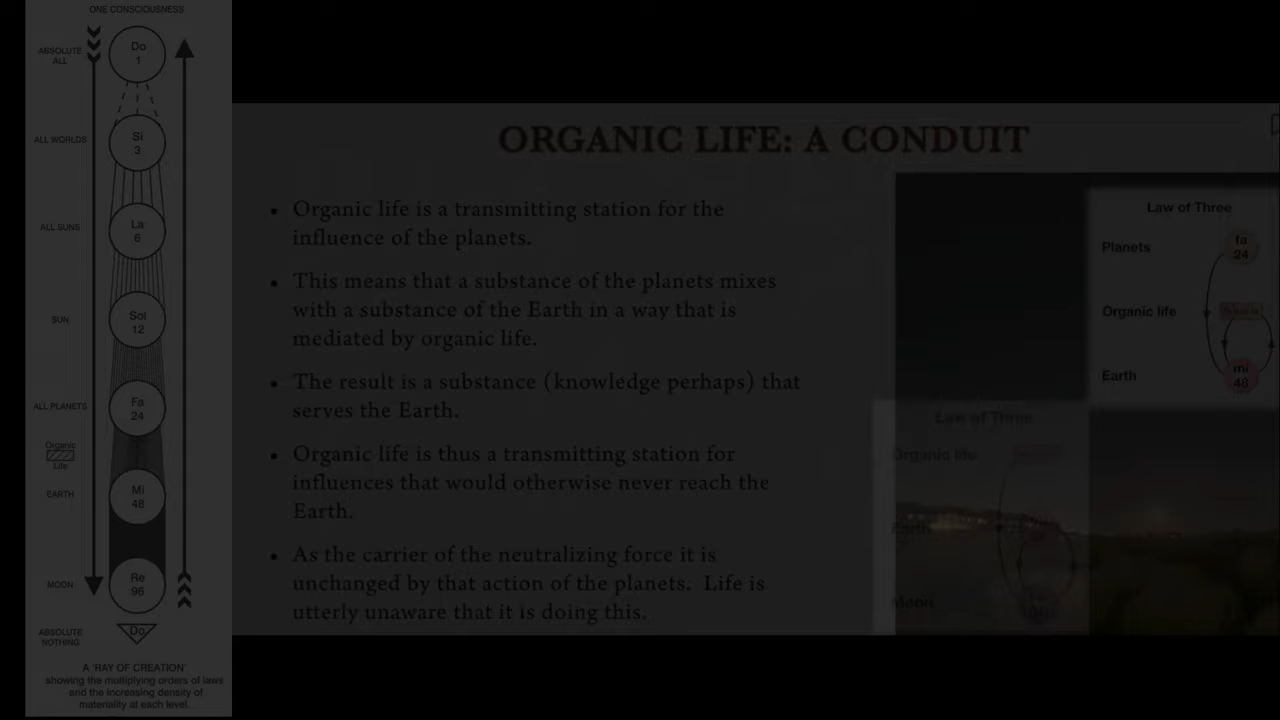 ONE CONSCIOUSNESS
ABSOLUTE
ALL
Do
1
ALL WORLDS
Si
3
ALL SUNS
La
6
SUN
Sol
12
ALL PLANETS
Fa
24
Organic
Life
EARTH
Mi
48
MOON
Re
96
ABSOLUTE
NOTHING
Do
A 'RAY OF CREATION'
showing the multiplying orders of laws
and the increasing density of
materiality at each level...
ORGANIC LIFE: A CONDUIT
• Organic life is a transmitting station for the
influence of the planets.
• This means that a substance of the planets mixes
with a substance of the Earth in a way that is
mediated by organic life.
• The result is a substance (knowledge perhaps) that
serves the Earth.
• Organic life is thus a transmitting station for
influences that would otherwise never reach the
Earth.
• As the carrier of the neutralizing force it is
unchanged by that action of the planets. Life is
utterly unaware that it is doing this.
Law of Three
Planets
fa
24
Organic life
Earth
mi
48
Law of Three
Organic life
Earth
Moon